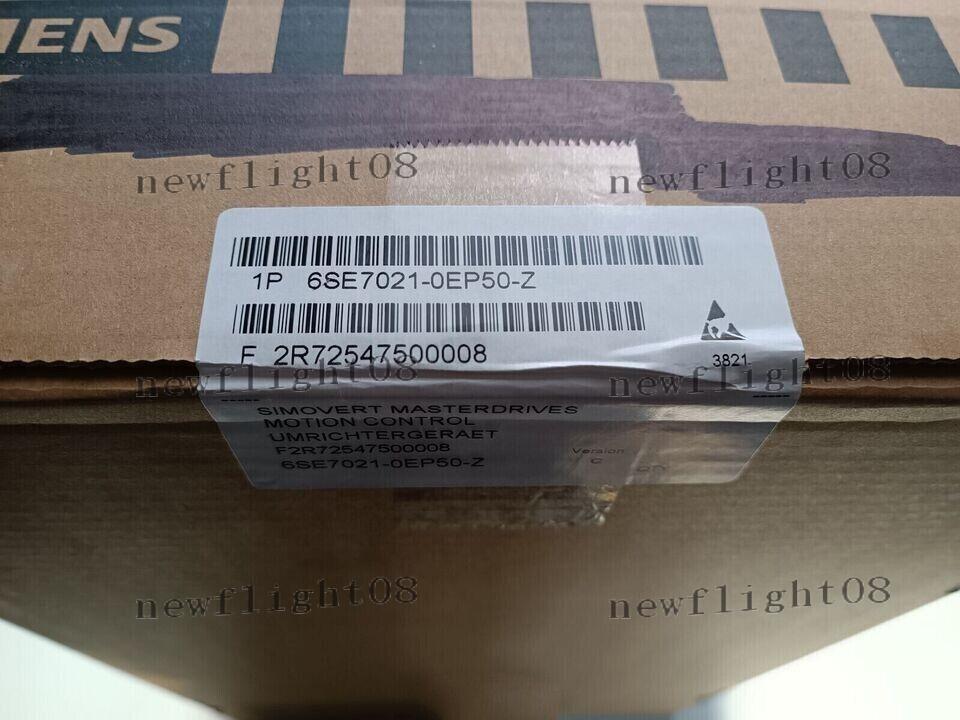 IENS
newflight08 newflight08
1P 6SE7021-0EP50-Z
F 2R72547500008
3821
newflight08 newflight08
SIMOVERT MASTERDRIVES
MOTION CONTROL
UMRICHTERGERAET
F2R72547500008
6SE7021-0EP50-Z
Version
C
newflight08 newflight08